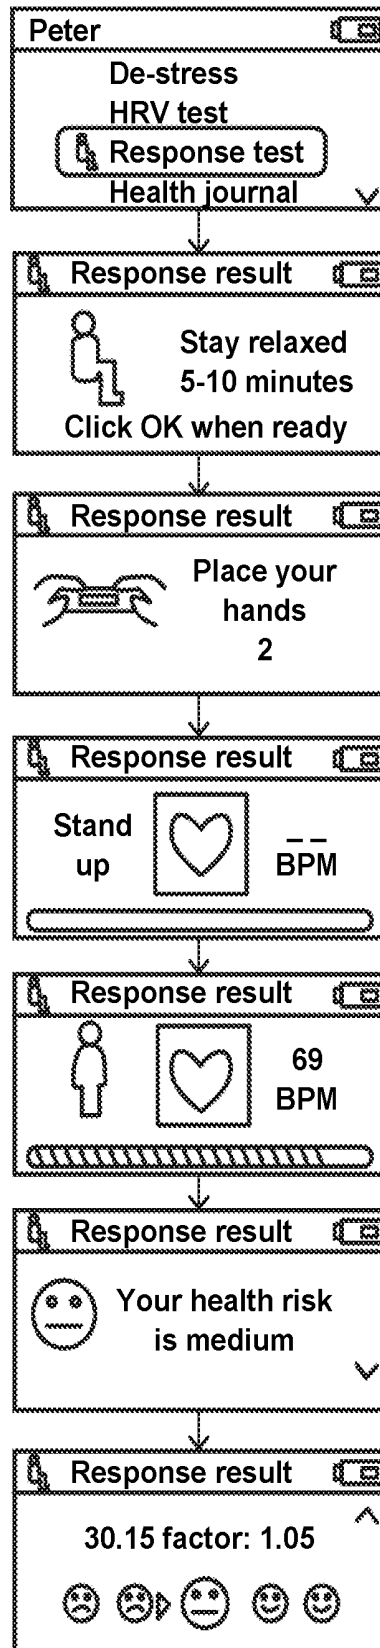 Peter
De-stress
HRV test
Response test
Health journal
Response result
Stay relaxed
5-10 minutes
Click OK when ready
Response result
Place your
hands
2
Response result
Stand
up
_ _
BPM
Response result
69
BPM
Response result
Your health risk
is medium
Response result
30.15 factor: 1.05